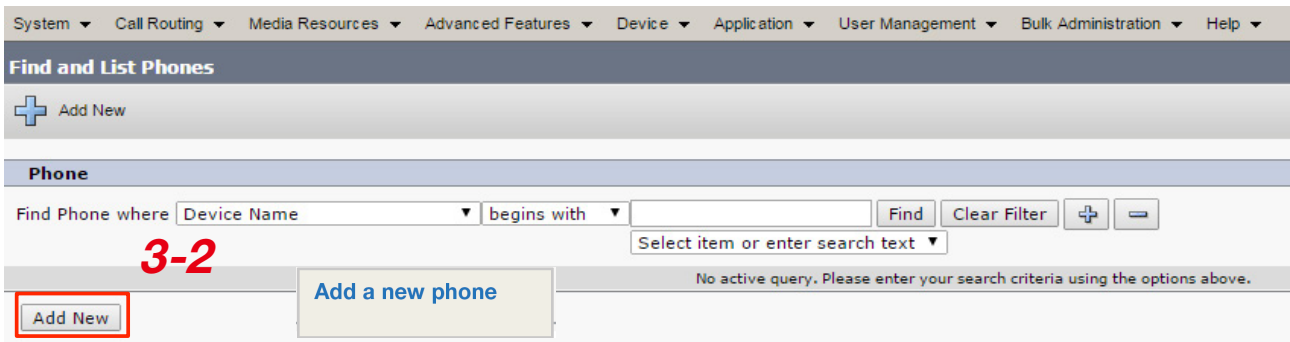 System Call Routing Media Resources Advanced Features Device Application User Management Bulk Administration Help
Find and List Phones
Add New
Phone
Find Phone where Device Name begins with Find Clear Filter
Select item or enter search text
3-2
No active query. Please enter your search criteria using the options above.
Add a new phone
Add New